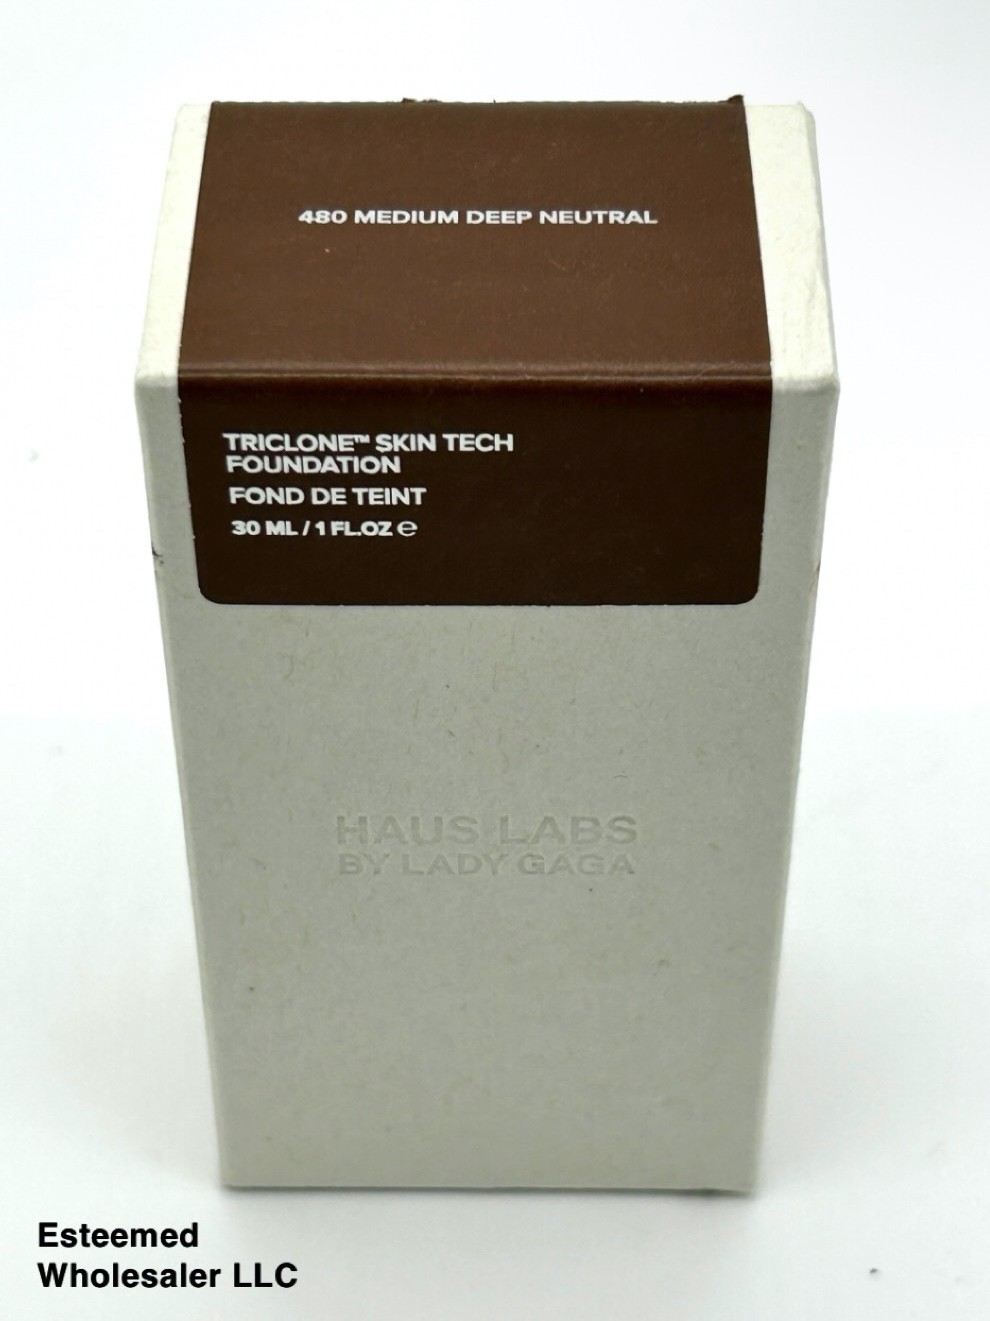 480 MEDIUM DEEP NEUTRAL
TRICLONE™ SKIN TECH
FOUNDATION
FOND DE TEINT
30 ML / 1 FL.OZ ℮
HAUS LABS
BY LADY GAGA
Esteemed
Wholesaler LLC